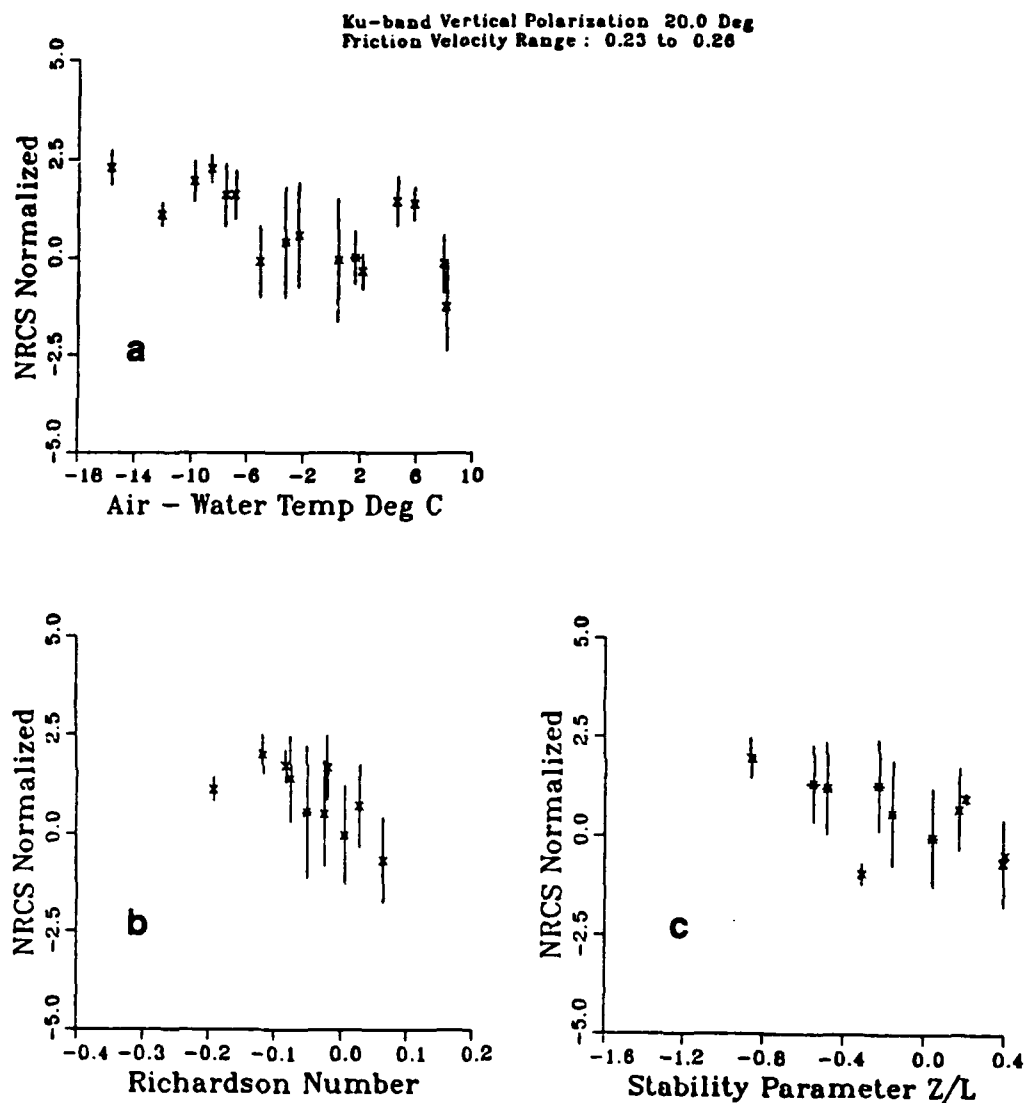 Ku-band Vertical Polarization 20.0 Deg
Friction Velocity Range : 0.23 to 0.26
NRCS Normalized
5.0
2.5
0.0
-2.5
-5.0
a
-18 -14 -10 -6 -2 2 6 10
Air - Water Temp Deg C
NRCS Normalized
5.0
2.5
0.0
-2.5
-5.0
b
-0.4 -0.3 -0.2 -0.1 0.0 0.1 0.2
Richardson Number
NRCS Normalized
5.0
2.5
0.0
-2.5
-5.0
c
-1.6 -1.2 -0.8 -0.4 0.0 0.4
Stability Parameter Z/L